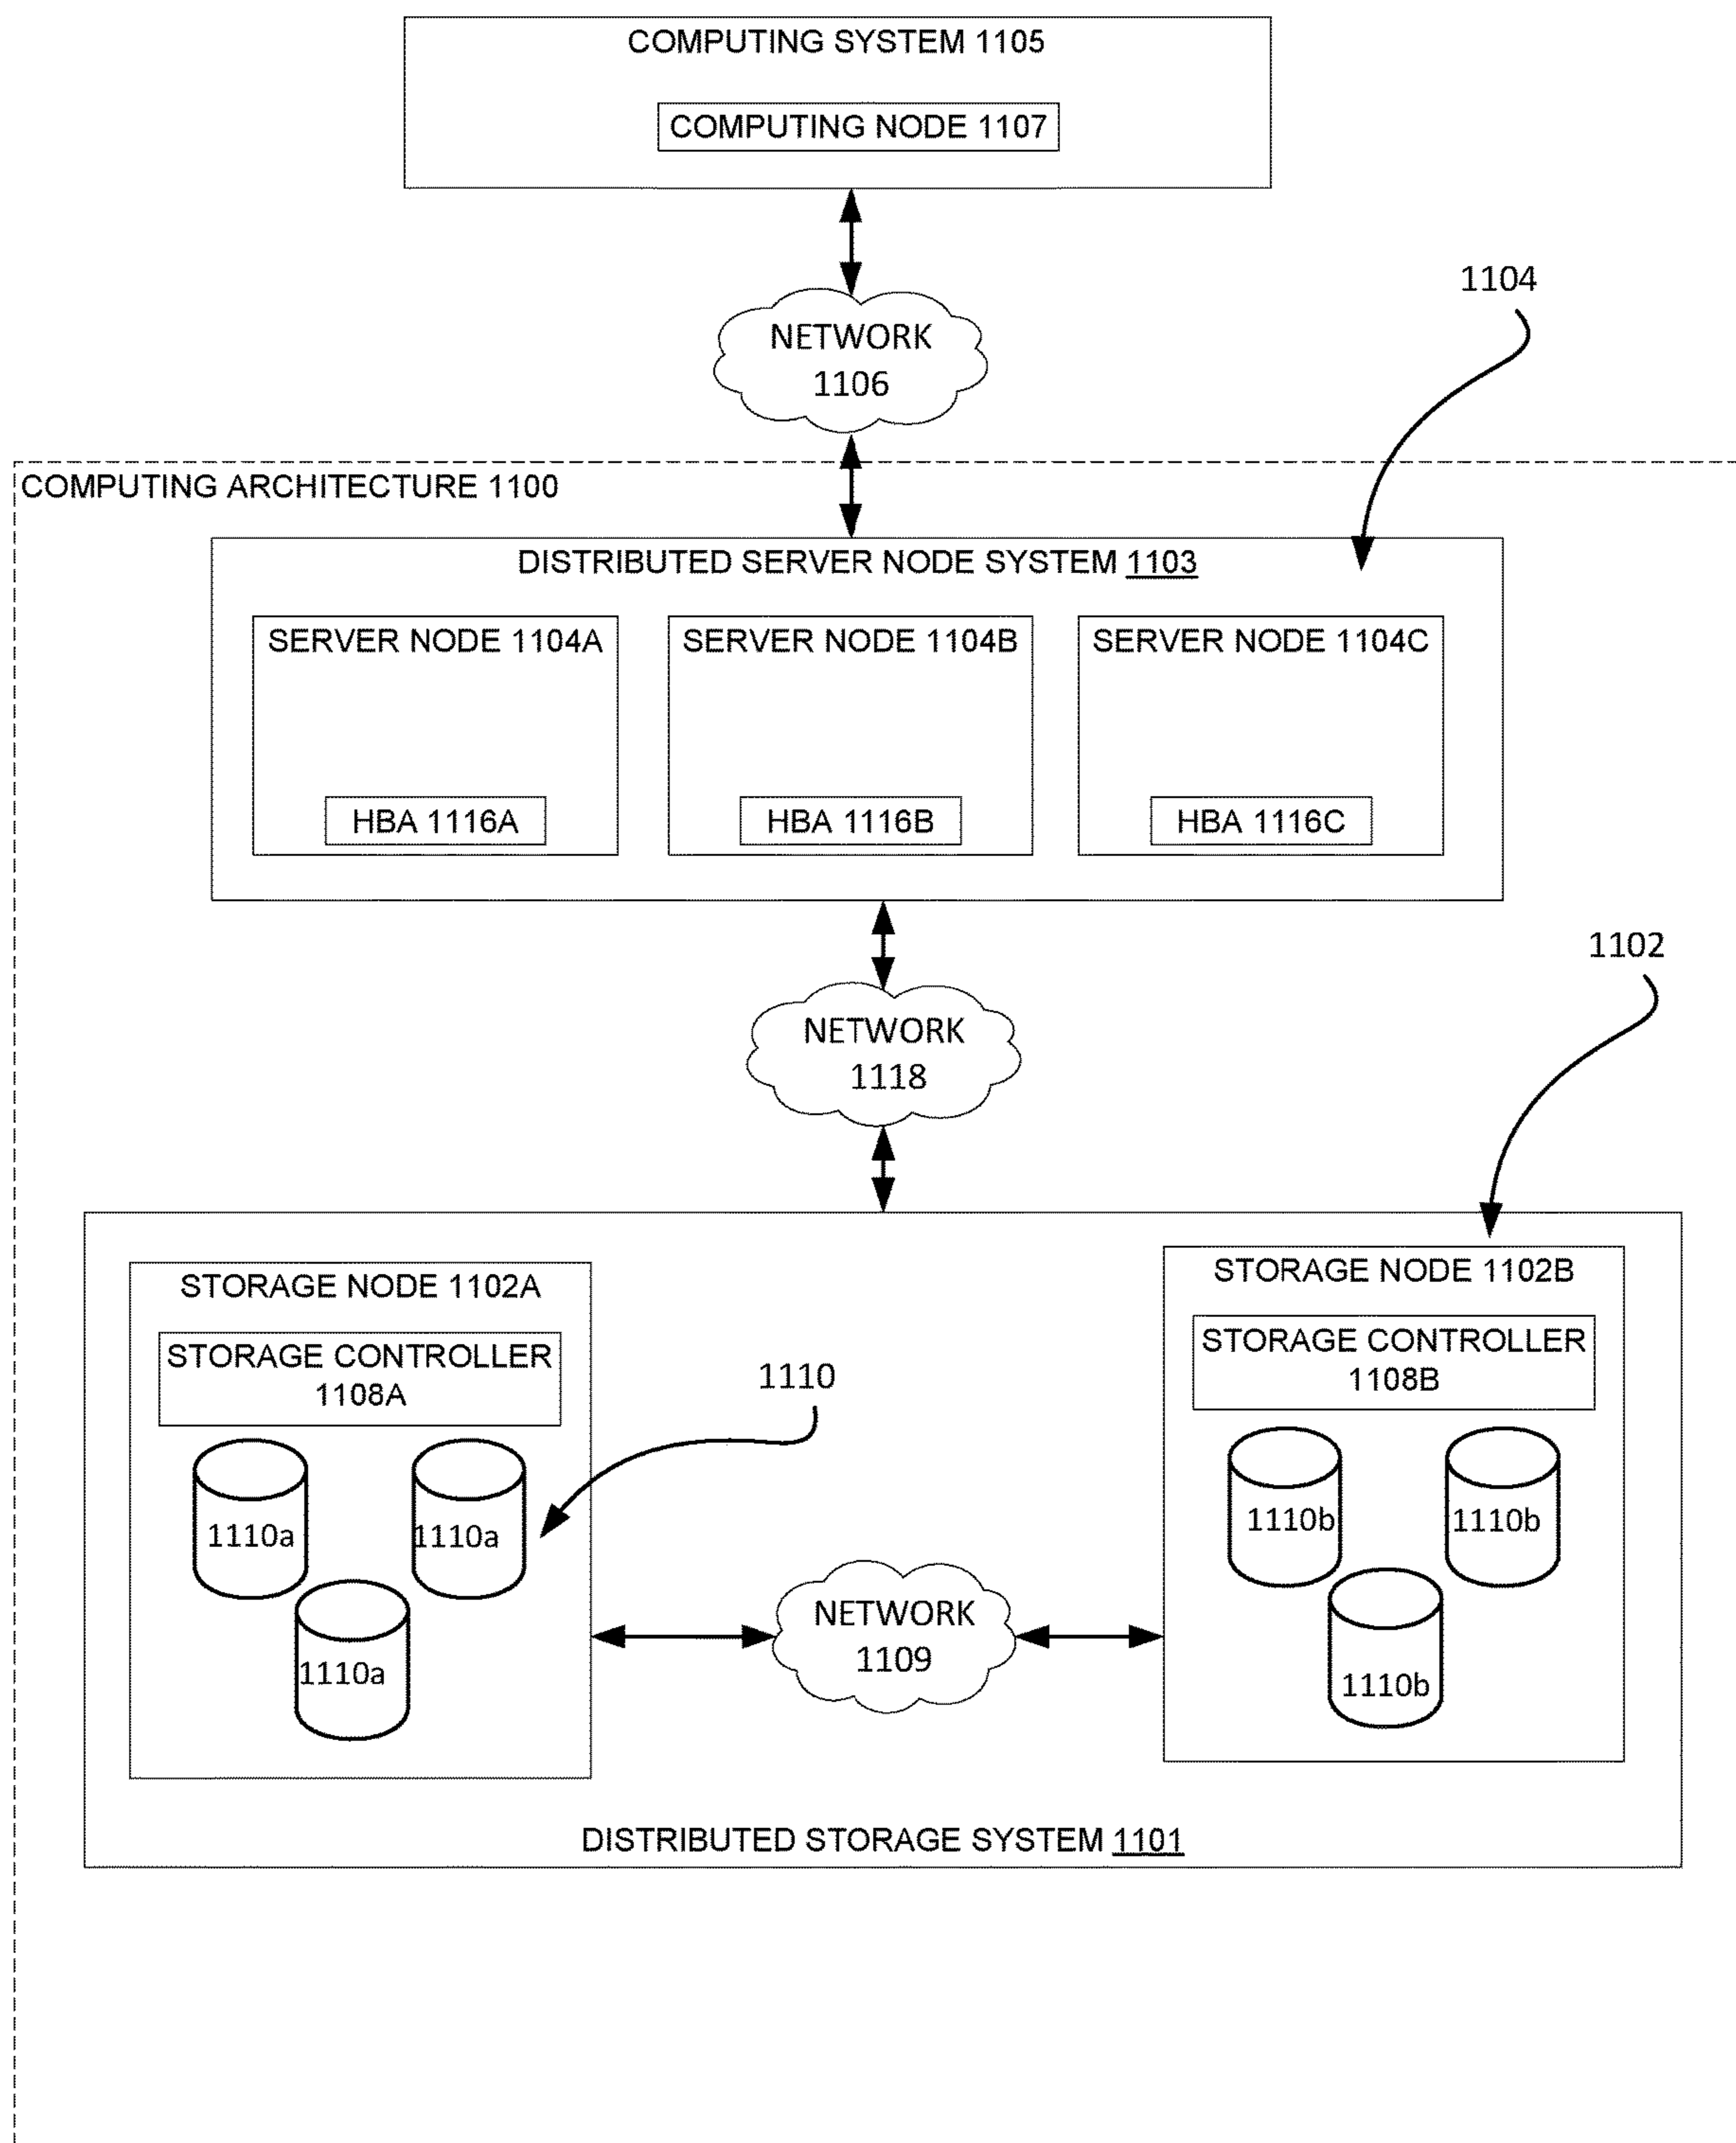 COMPUTING SYSTEM 1105
COMPUTING NODE 1107
1104
NETWORK
1106
COMPUTING ARCHITECTURE 1100
DISTRIBUTED SERVER NODE SYSTEM 1103
SERVER NODE 1104A
SERVER NODE 1104B
SERVER NODE 1104C
HBA 1116A
HBA 1116B
HBA 1116C
1102
NETWORK
1118
STORAGE NODE 1102A
STORAGE CONTROLLER
1108A
1110
1110a
1110a
1110a
NETWORK
1109
STORAGE NODE 1102B
STORAGE CONTROLLER
1108B
1110b
1110b
1110b
DISTRIBUTED STORAGE SYSTEM 1101